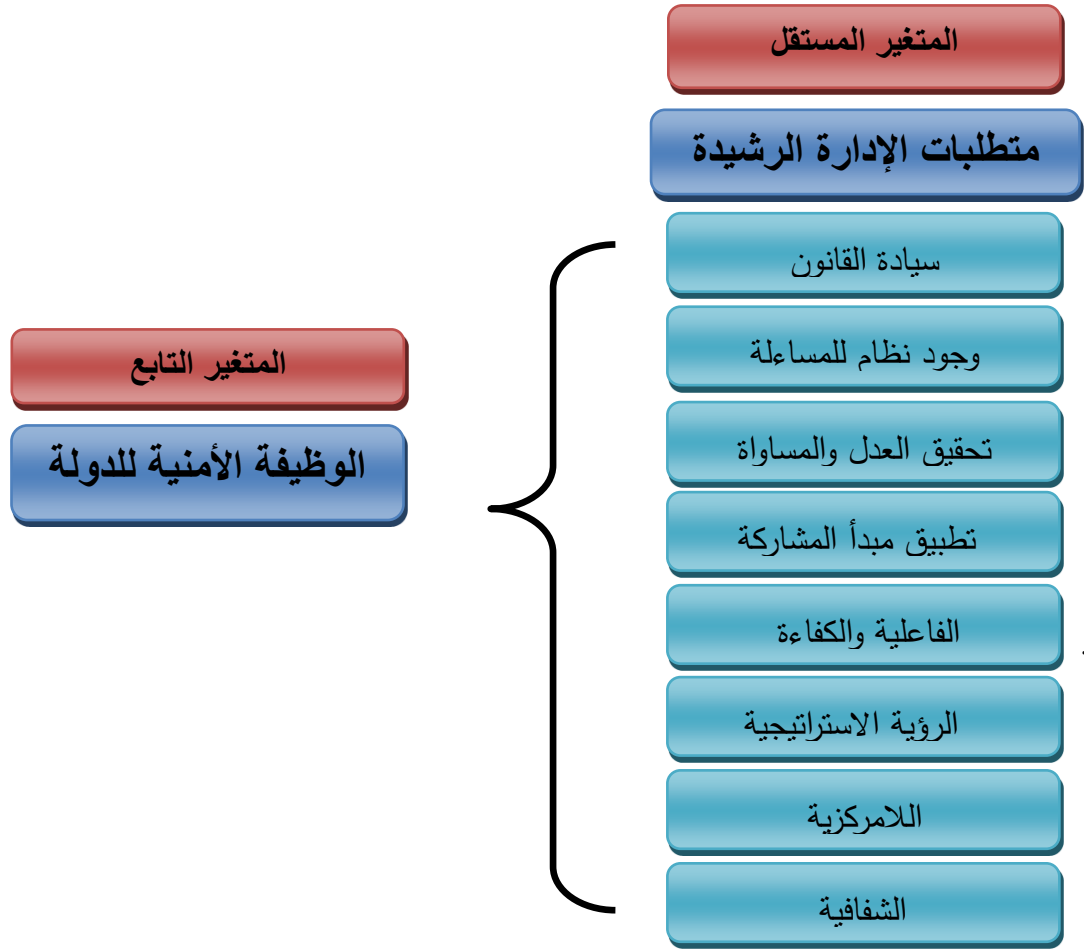 المتغير المستقل
متطلبات الإدارة الرشيدة
سيادة القانون
وجود نظام للمساءلة
تحقيق العدل والمساواة
تطبيق مبدأ المشاركة
الفاعلية والكفاءة
الرؤية الاستراتيجية
اللامركزية
الشفافية
المتغير التابع
الوظيفة الأمنية للدولة